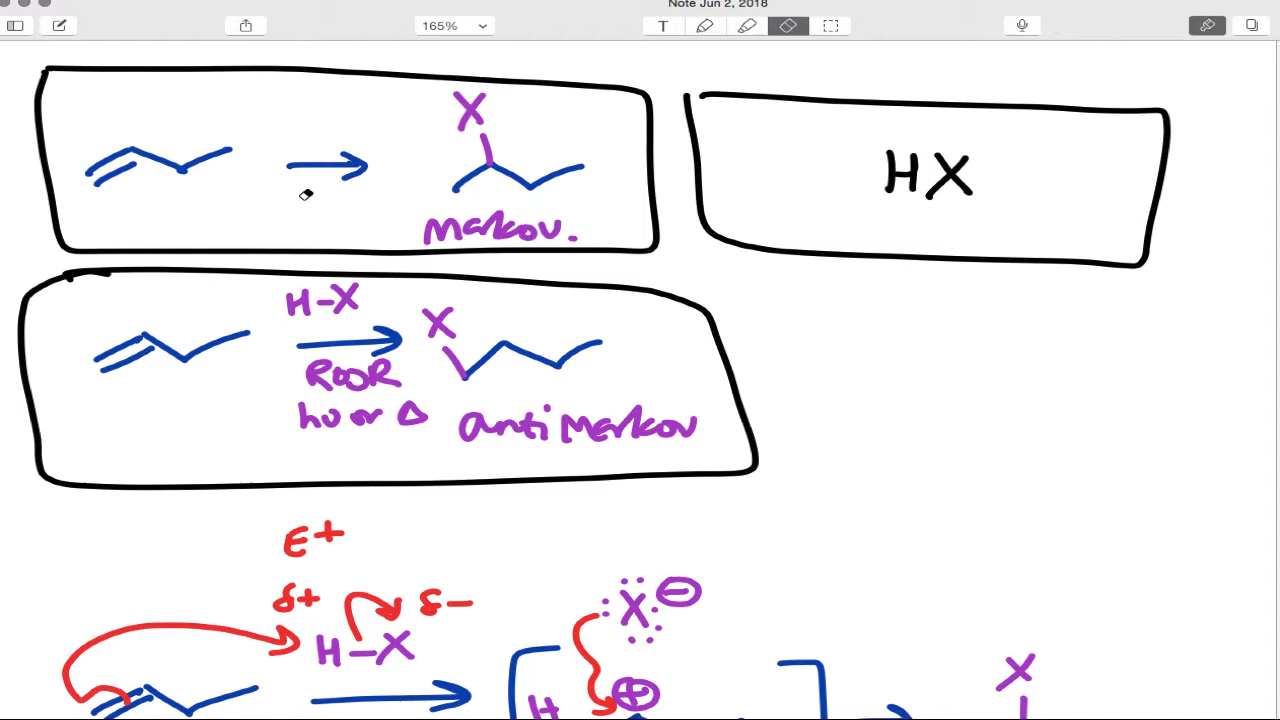 Note Jun 2, 2018
165%
T
X
Markov.
HX
H-X
ROOR
hν or Δ
X
anti Markov
E+
δ+
δ-
H-X
:X:
⊖
H
⊕
X